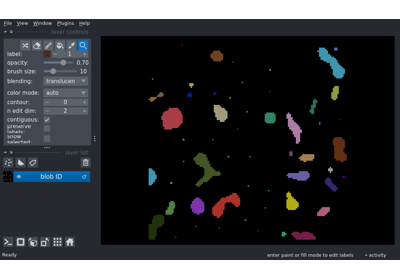 File View Window Plugins Help
layer controls
label: 1
opacity: 0.70
brush size: 10
blending: translucen
color mode: auto
contour: 0
n edit dim: 2
contiguous:
preserve
labels:
show
selected:
layer list
blob ID
Ready enter paint or fill mode to edit labels activity